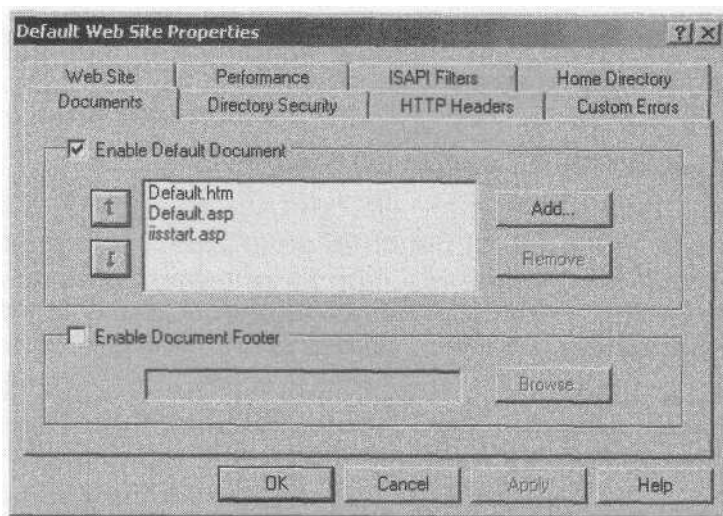 Default Web Site Properties
Web Site Performance ISAPI Filters Home Directory
Documents Directory Security HTTP Headers Custom Errors
Enable Default Document
Default.htm
Default.asp
iisstart.asp
Add...
Remove
Enable Document Footer
Browse...
OK Cancel Apply Help